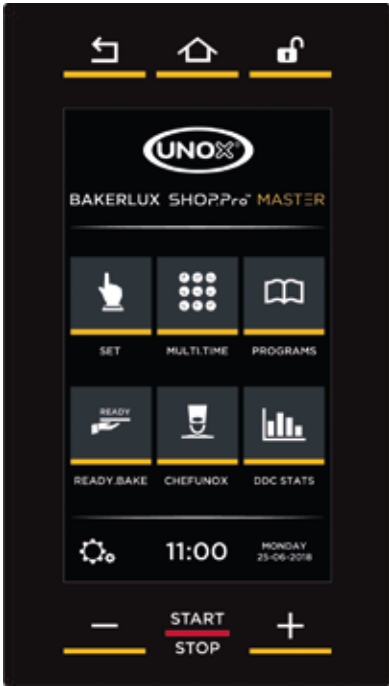 UNOX
BAKERLUX SHOP.Pro™ MASTER
SET MULTI.TIME PROGRAMS
READY
READY.BAKE CHEFUNOX DDC STATS
11:00 MONDAY
25-06-2018
START
STOP